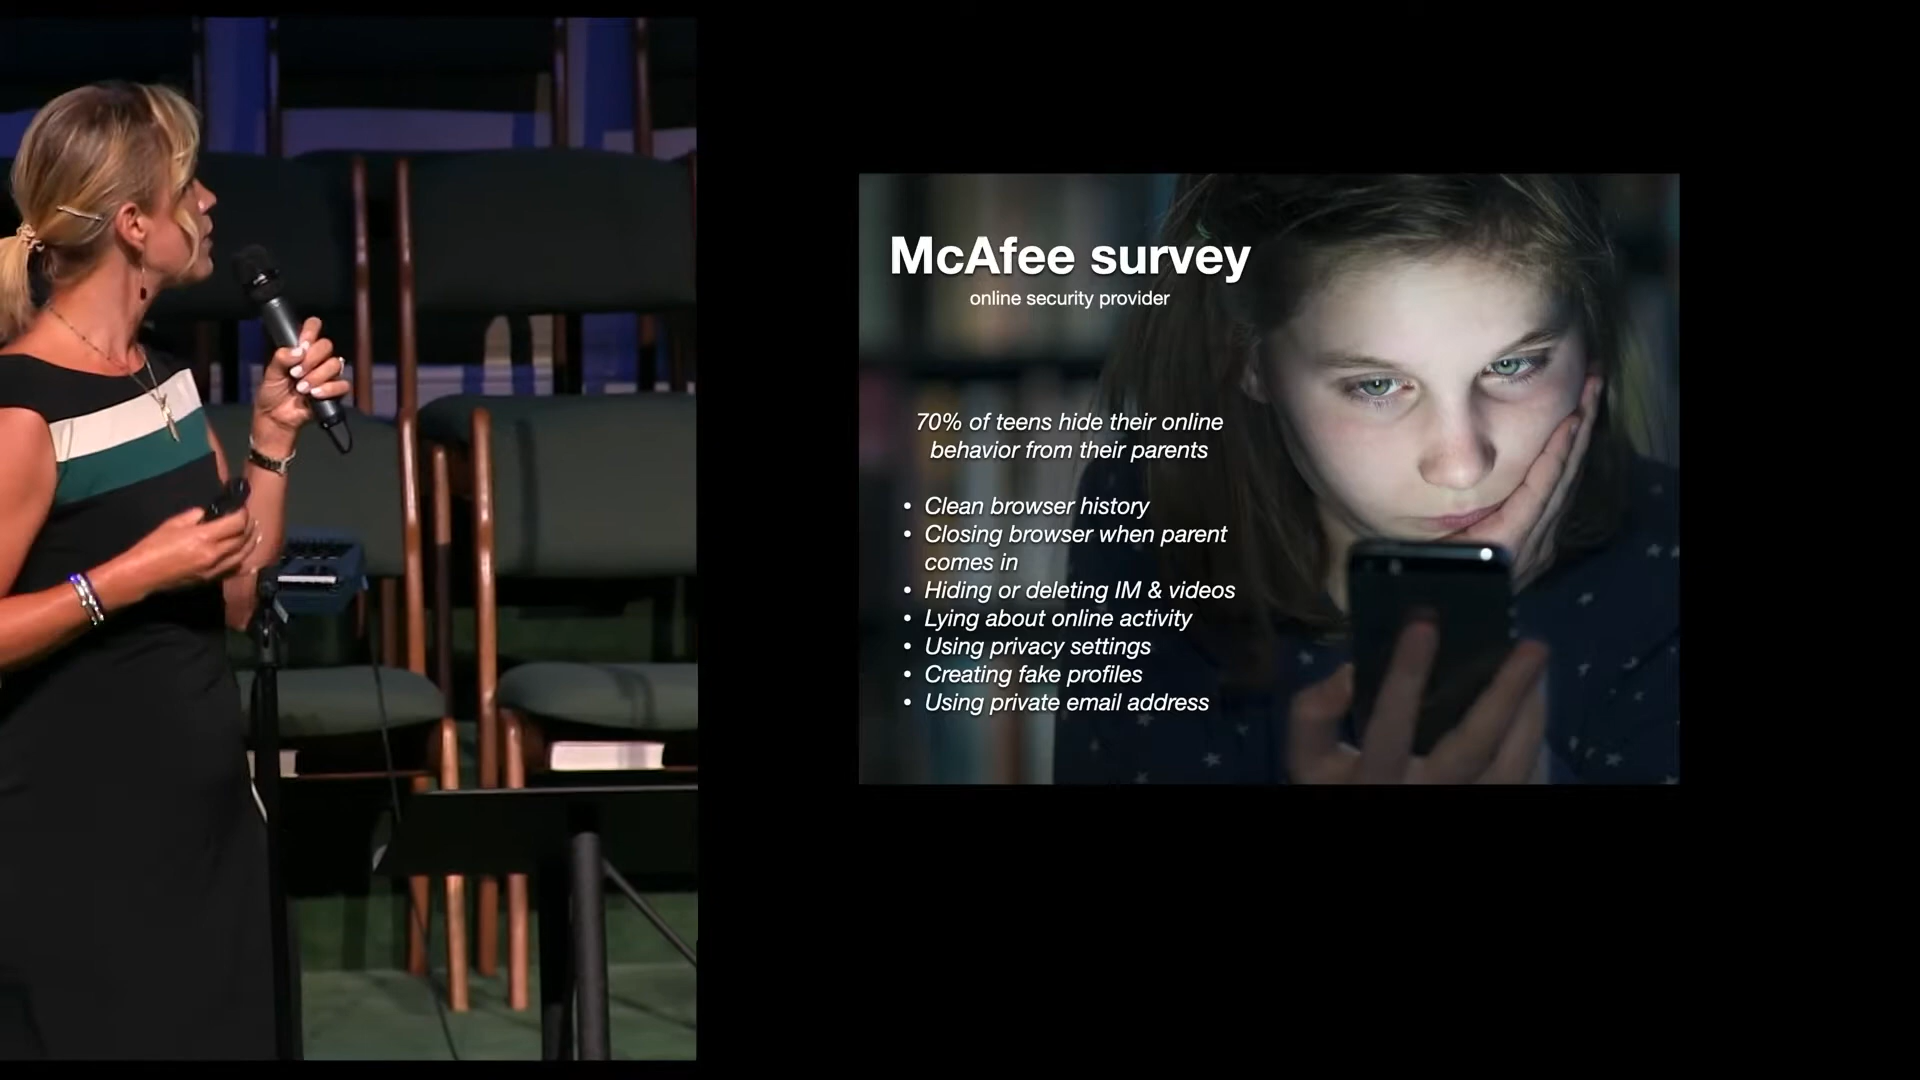 McAfee survey
online security provider
70% of teens hide their online
behavior from their parents
• Clean browser history
• Closing browser when parent
comes in
• Hiding or deleting IM & videos
• Lying about online activity
• Using privacy settings
• Creating fake profiles
• Using private email address